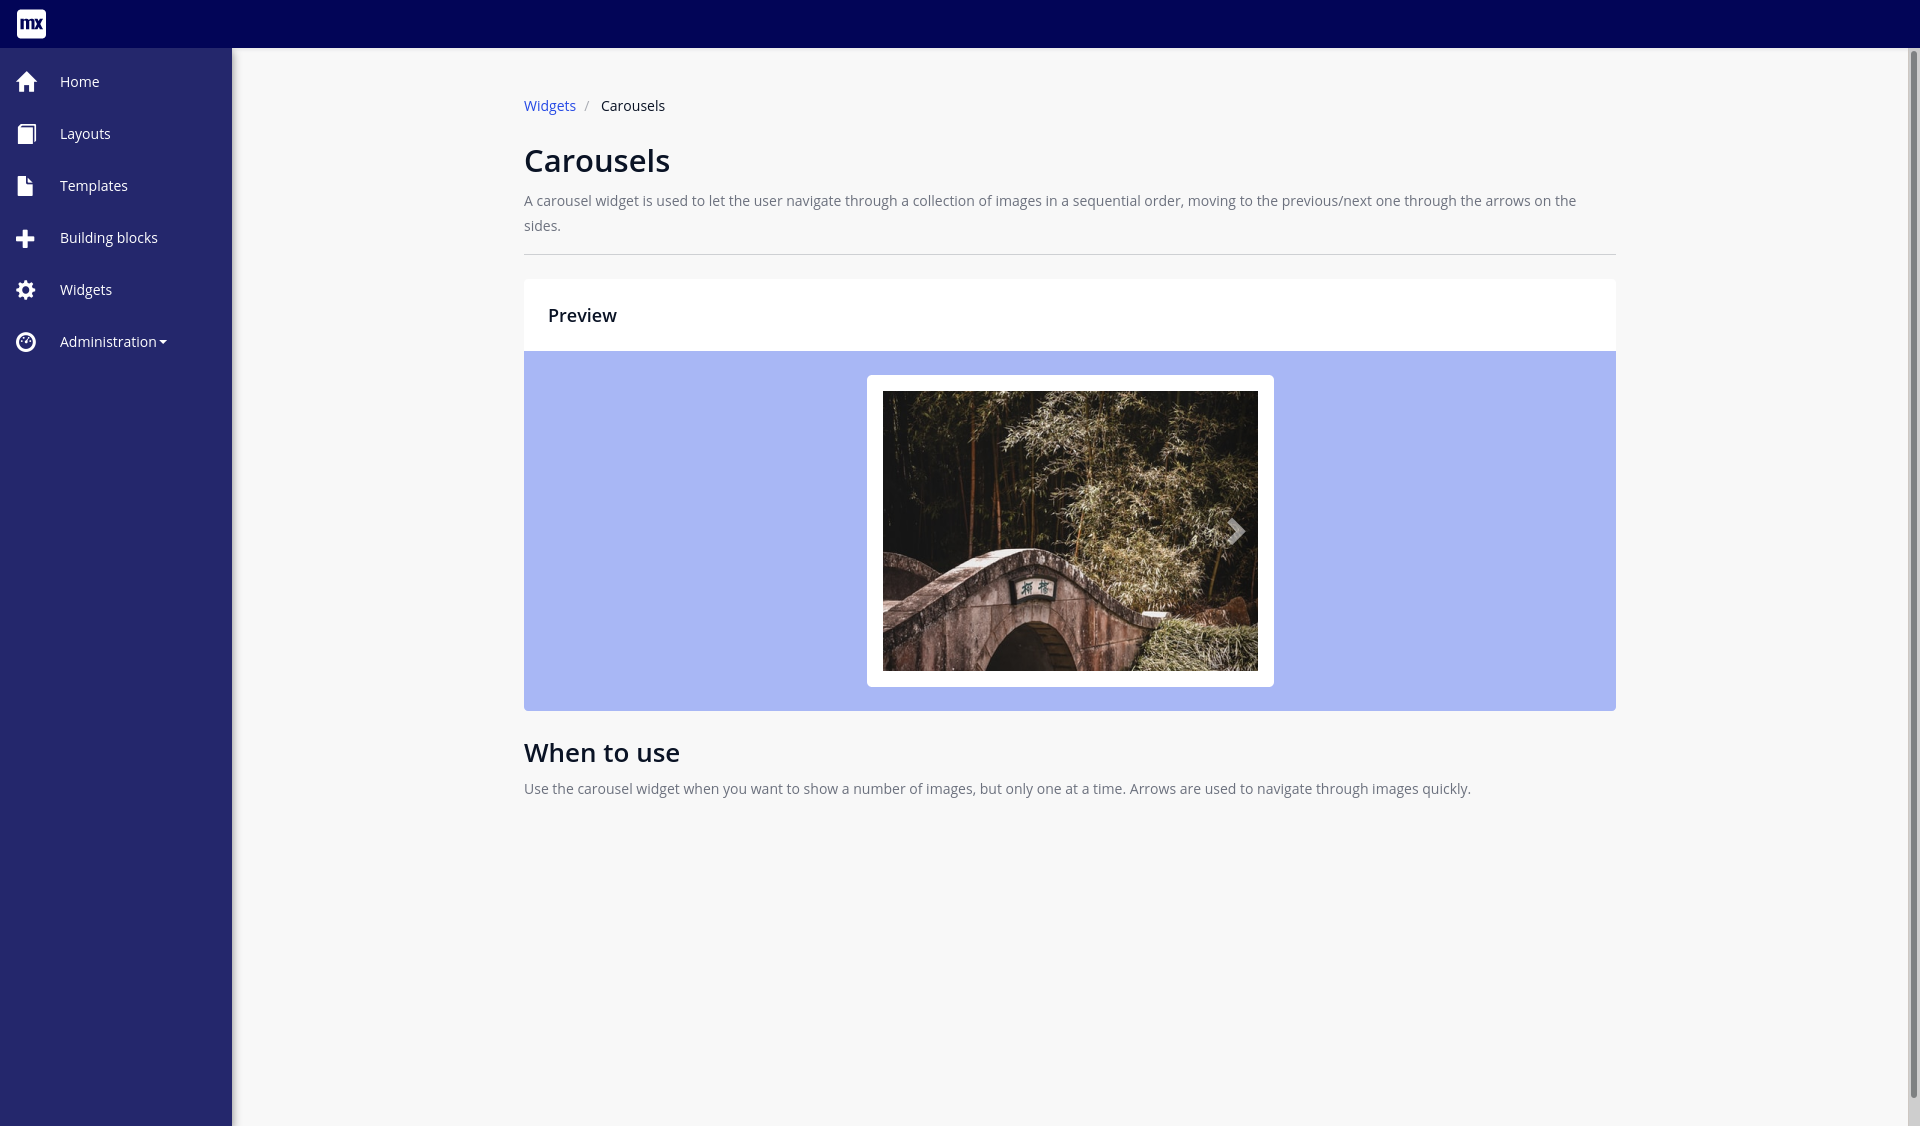 mx
Home
Layouts
Templates
Building blocks
Widgets
Administration
Widgets / Carousels
Carousels
A carousel widget is used to let the user navigate through a collection of images in a sequential order, moving to the previous/next one through the arrows on the
sides.
Preview
When to use
Use the carousel widget when you want to show a number of images, but only one at a time. Arrows are used to navigate through images quickly.